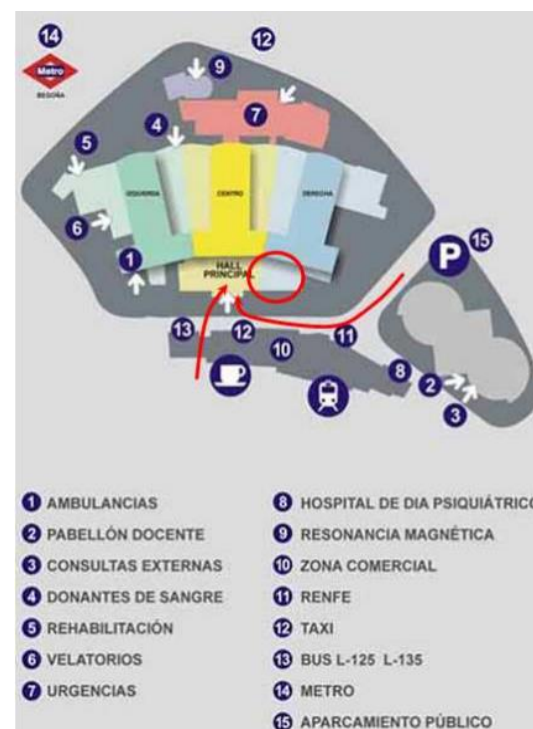 14
12
Metro
BEGOÑA
9
7
4
5
IZQUIERDA
CENTRO
DERECHA
6
1
HALL
PRINCIPAL
P
15
13
12
11
10
8
2
3
1 AMBULANCIAS
2 PABELLÓN DOCENTE
3 CONSULTAS EXTERNAS
4 DONANTES DE SANGRE
5 REHABILITACIÓN
6 VELATORIOS
7 URGENCIAS
8 HOSPITAL DE DIA PSIQUIÁTRICO
9 RESONANCIA MAGNÉTICA
10 ZONA COMERCIAL
11 RENFE
12 TAXI
13 BUS L-125 L-135
14 METRO
15 APARCAMIENTO PÚBLICO